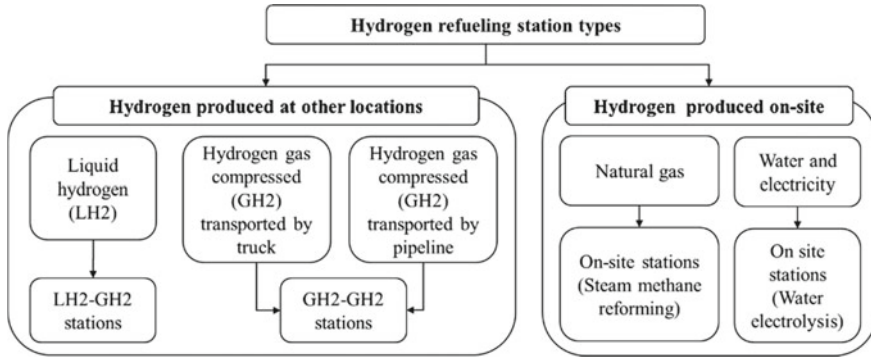 Hydrogen refueling station types
Hydrogen produced at other locations
Liquid
hydrogen
(LH2)
Hydrogen gas
compressed
(GH2)
transported by
truck
Hydrogen gas
compressed
(GH2)
transported by
pipeline
LH2-GH2
stations
GH2-GH2
stations
Hydrogen produced on-site
Natural gas
Water and
electricity
On-site stations
(Steam methane
reforming)
On site
stations
(Water
electrolysis)